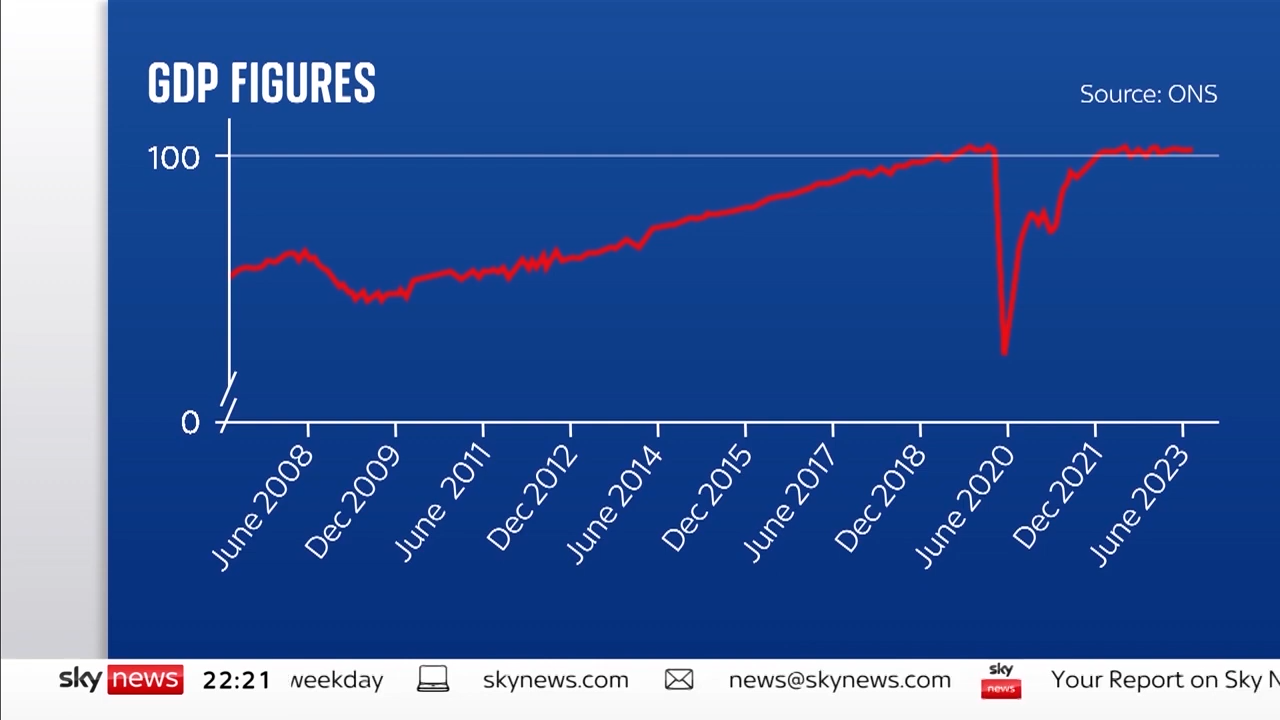 GDP FIGURES
Source: ONS
100
0
June 2008
Dec 2009
June 2011
Dec 2012
June 2014
Dec 2015
June 2017
Dec 2018
June 2020
Dec 2021
June 2023
sky news 22:21 weekday skynews.com news@skynews.com sky news Your Report on Sky N